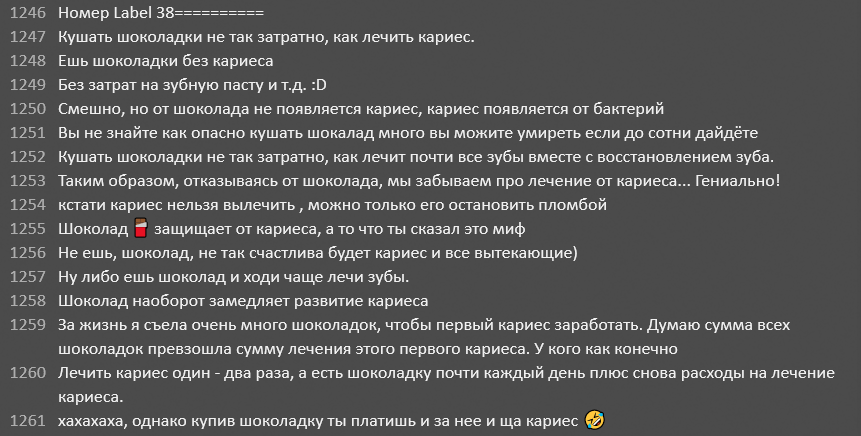 1246 Номер Label 38==========
1247 Кушать шоколадки не так затратно, как лечить кариес.
1248 Ешь шоколадки без кариеса
1249 Без затрат на зубную пасту и т.д. :D
1250 Смешно, но от шоколада не появляется кариес, кариес появляется от бактерий
1251 Вы не знайте как опасно кушать шокалад много вы можите умиреть если до сотни дайдёте
1252 Кушать шоколадки не так затратно, как лечит почти все зубы вместе с восстановлением зуба.
1253 Таким образом, отказываясь от шоколада, мы забываем про лечение от кариеса... Гениально!
1254 кстати кариес нельзя вылечить , можно только его остановить пломбой
1255 Шоколад 🍫 защищает от кариеса, а то что ты сказал это миф
1256 Не ешь, шоколад, не так счастлива будет кариес и все вытекающие)
1257 Ну либо ешь шоколад и ходи чаще лечи зубы.
1258 Шоколад наоборот замедляет развитие кариеса
1259 За жизнь я съела очень много шоколадок, чтобы первый кариес заработать. Думаю сумма всех
шоколадок превзошла сумму лечения этого первого кариеса. У кого как конечно
1260 Лечить кариес один - два раза, а есть шоколадку почти каждый день плюс снова расходы на лечение
кариеса.
1261 хахахаха, однако купив шоколадку ты платишь и за нее и ща кариес 🤣